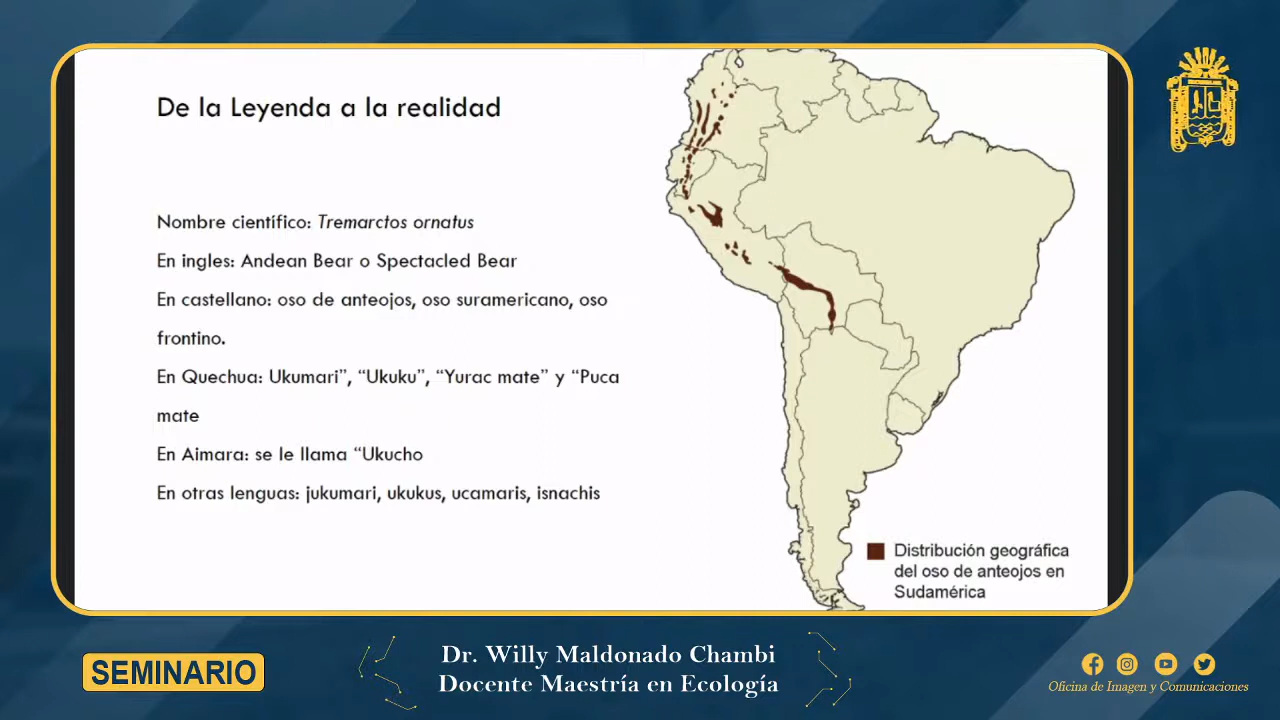 De la Leyenda a la realidad
Nombre científico: Tremarctos ornatus
En ingles: Andean Bear o Spectacled Bear
En castellano: oso de anteojos, oso suramericano, oso
frontino.
En Quechua: Ukumari”, “Ukuku”, “Yurac mate” y “Puca
mate
En Aimara: se le llama “Ukucho
En otras lenguas: jukumari, ukukus, ucamaris, isnachis
Distribución geográfica
del oso de anteojos en
Sudamérica
SEMINARIO
Dr. Willy Maldonado Chambi
Docente Maestría en Ecología
Oficina de Imagen y Comunicaciones